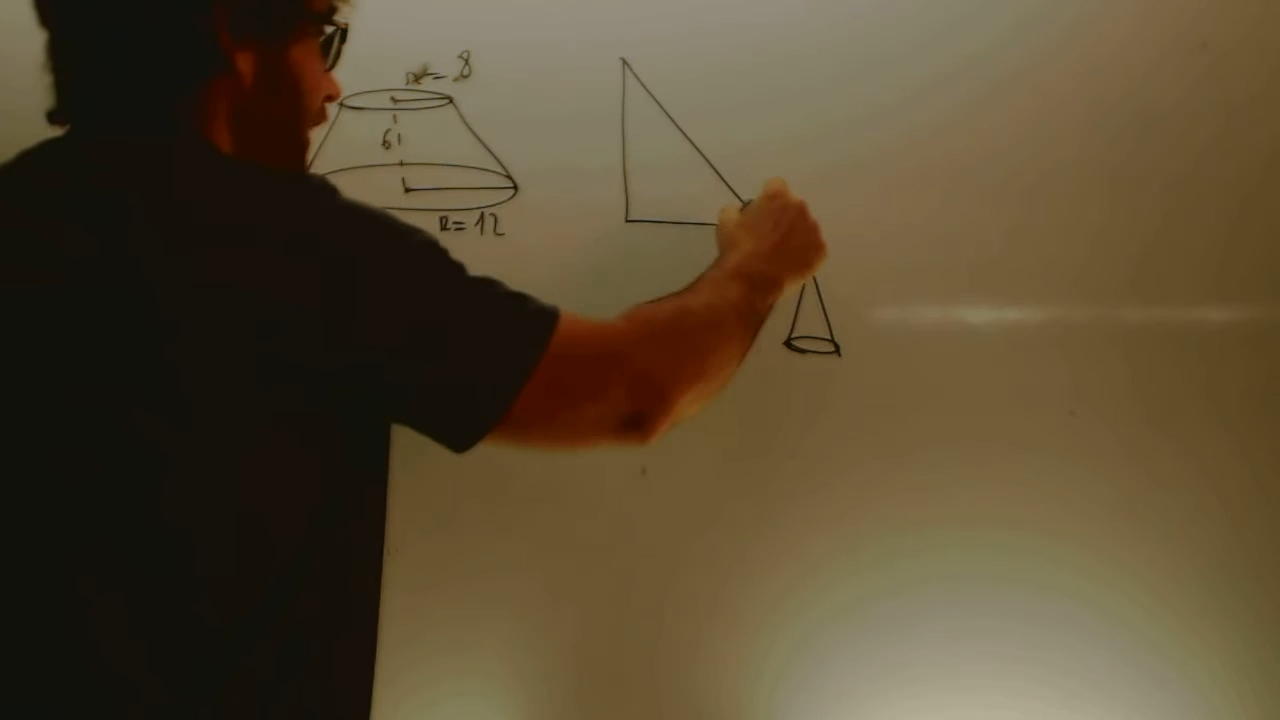 r = 8
6
R = 12